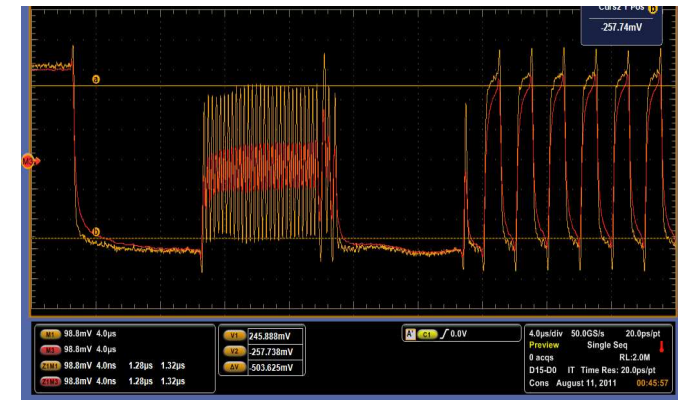 Curs2 Y Pos b
-257.74mV
a
M3
b
M1 98.8mV 4.0µs
M3 98.8mV 4.0µs
Z1M1 98.8mV 4.0ns 1.28µs 1.32µs
Z1M3 98.8mV 4.0ns 1.28µs 1.32µs
V1 245.888mV
V2 -257.738mV
ΔV -503.625mV
A' C1 0.0V
4.0µs/div 50.0GS/s 20.0ps/pt
Preview Single Seq
0 acqs RL:2.0M
D15-D0 IT Time Res: 20.0ps/pt
Cons August 11, 2011 00:45:57